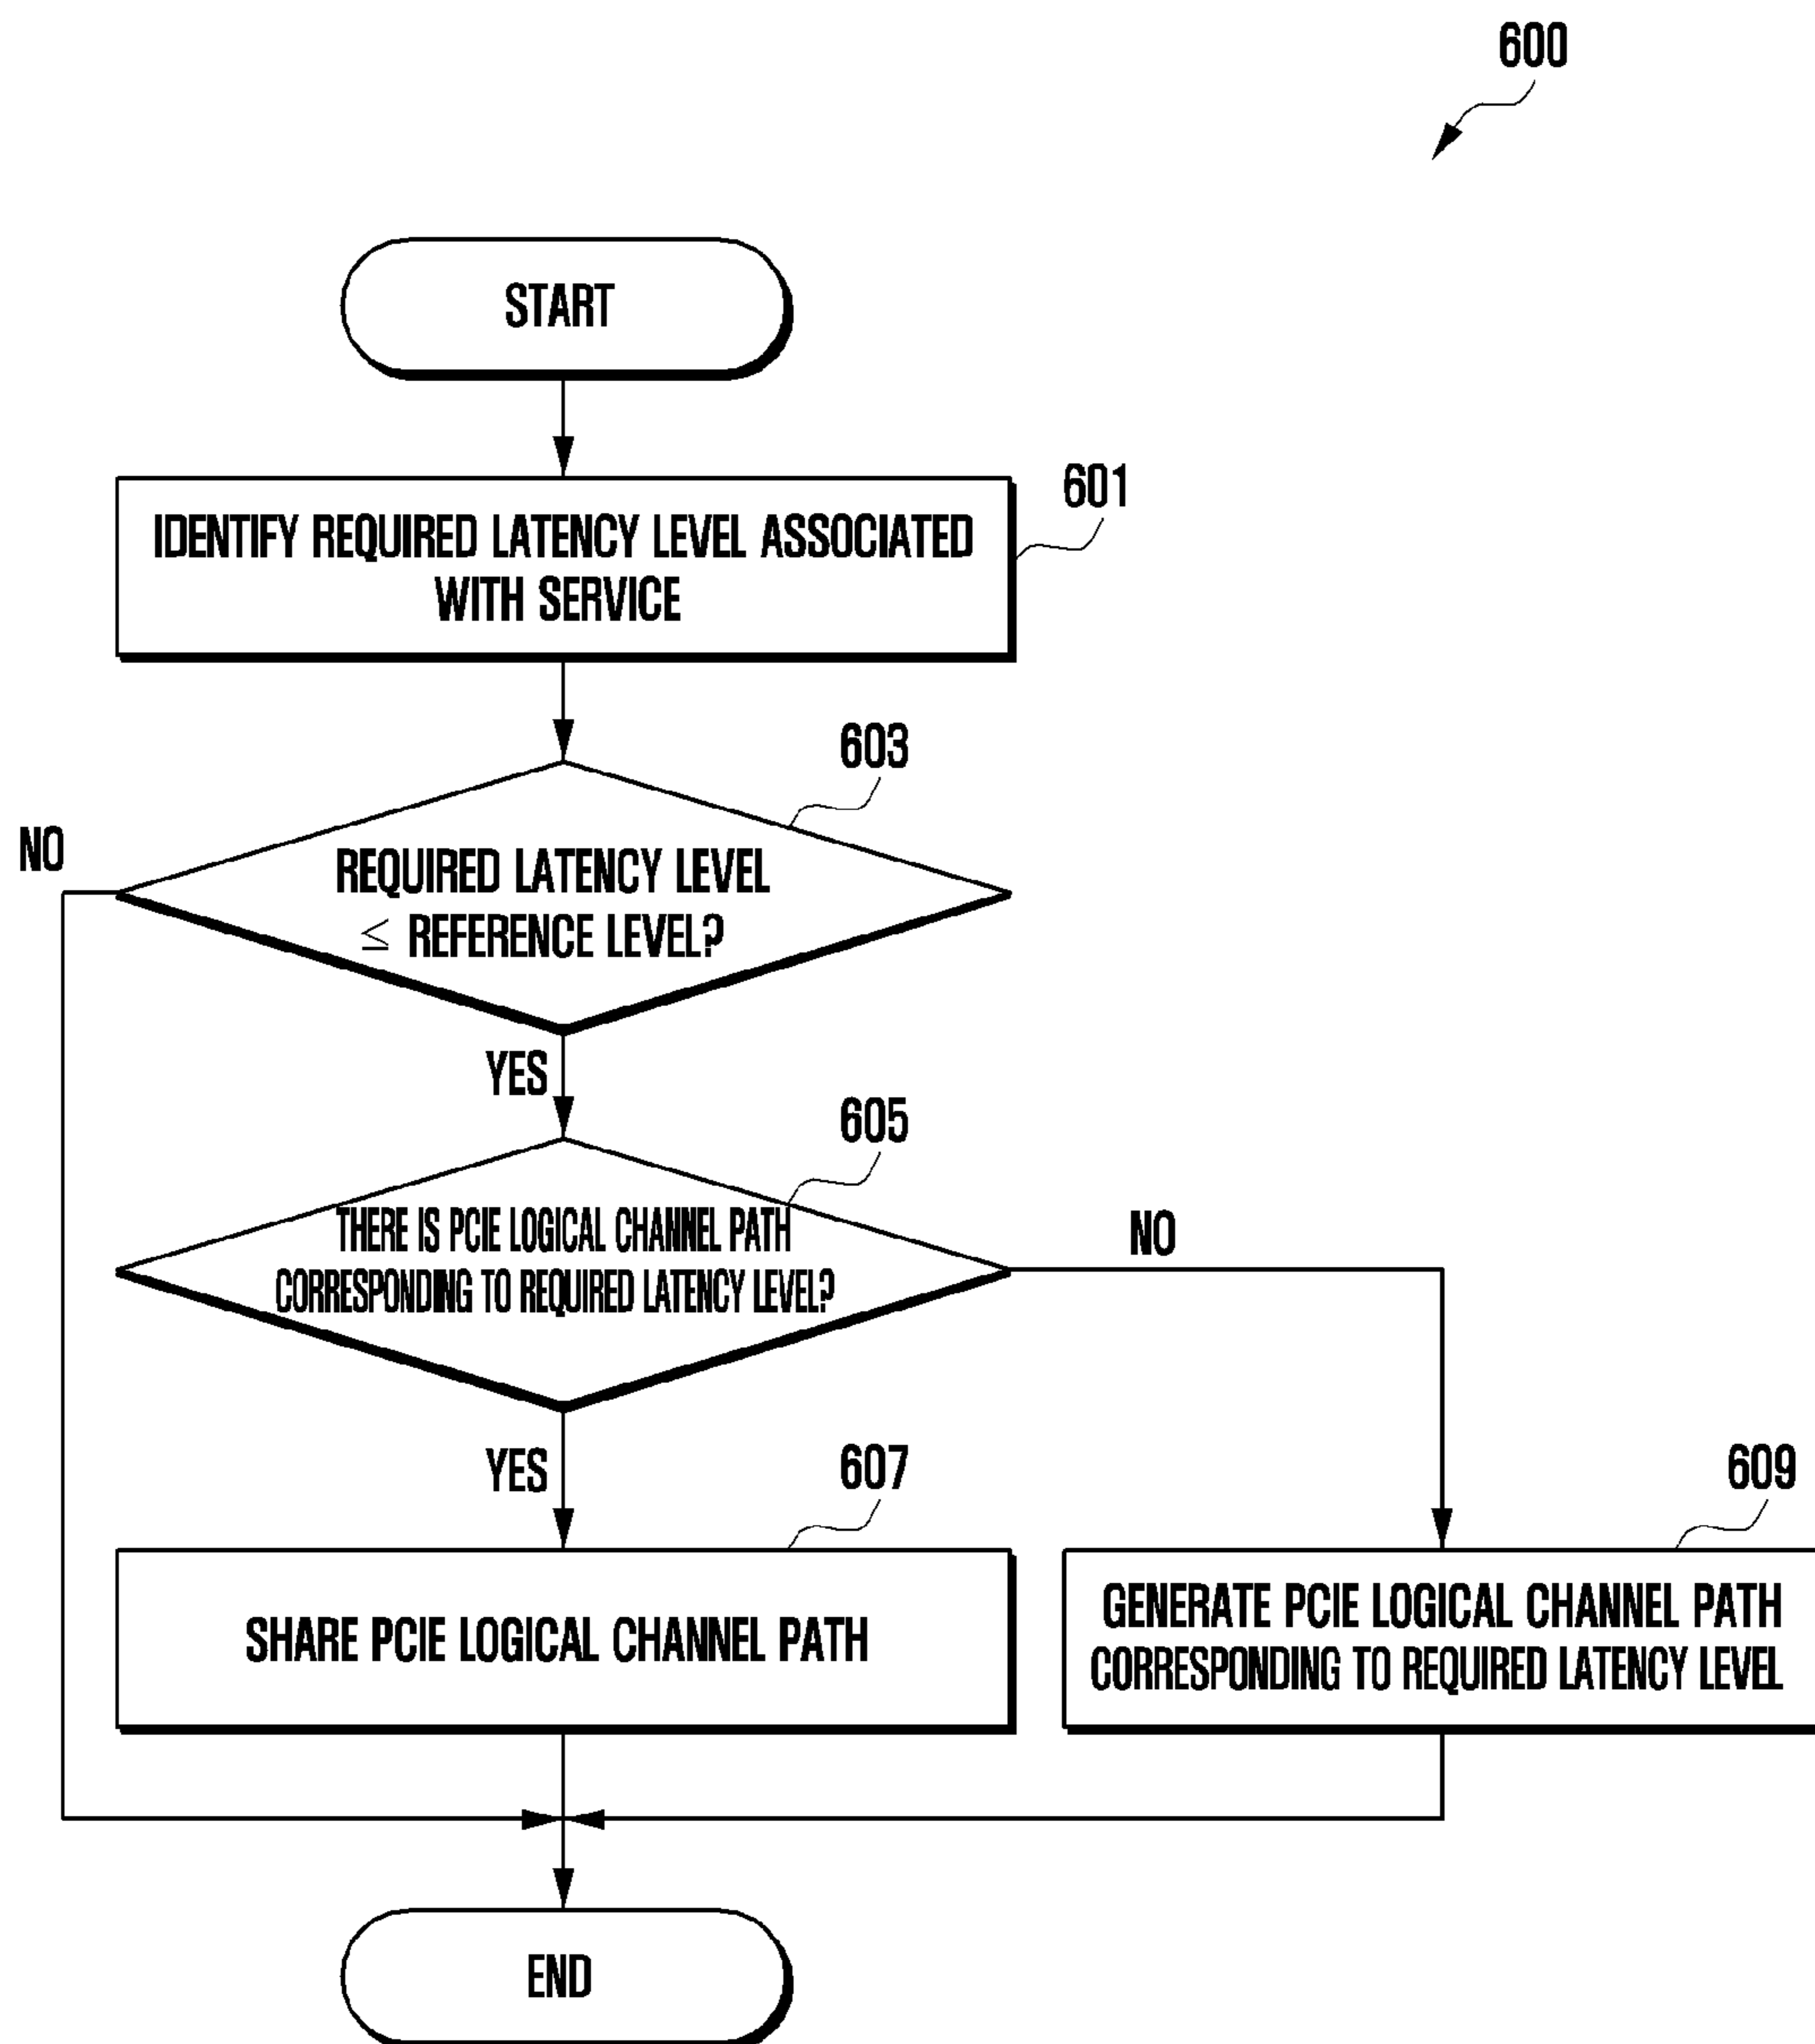 600
START
601
IDENTIFY REQUIRED LATENCY LEVEL ASSOCIATED
WITH SERVICE
603
NO
REQUIRED LATENCY LEVEL
≤ REFERENCE LEVEL?
YES
605
THERE IS PCIE LOGICAL CHANNEL PATH
CORRESPONDING TO REQUIRED LATENCY LEVEL?
NO
YES
607
609
SHARE PCIE LOGICAL CHANNEL PATH
GENERATE PCIE LOGICAL CHANNEL PATH
CORRESPONDING TO REQUIRED LATENCY LEVEL
END